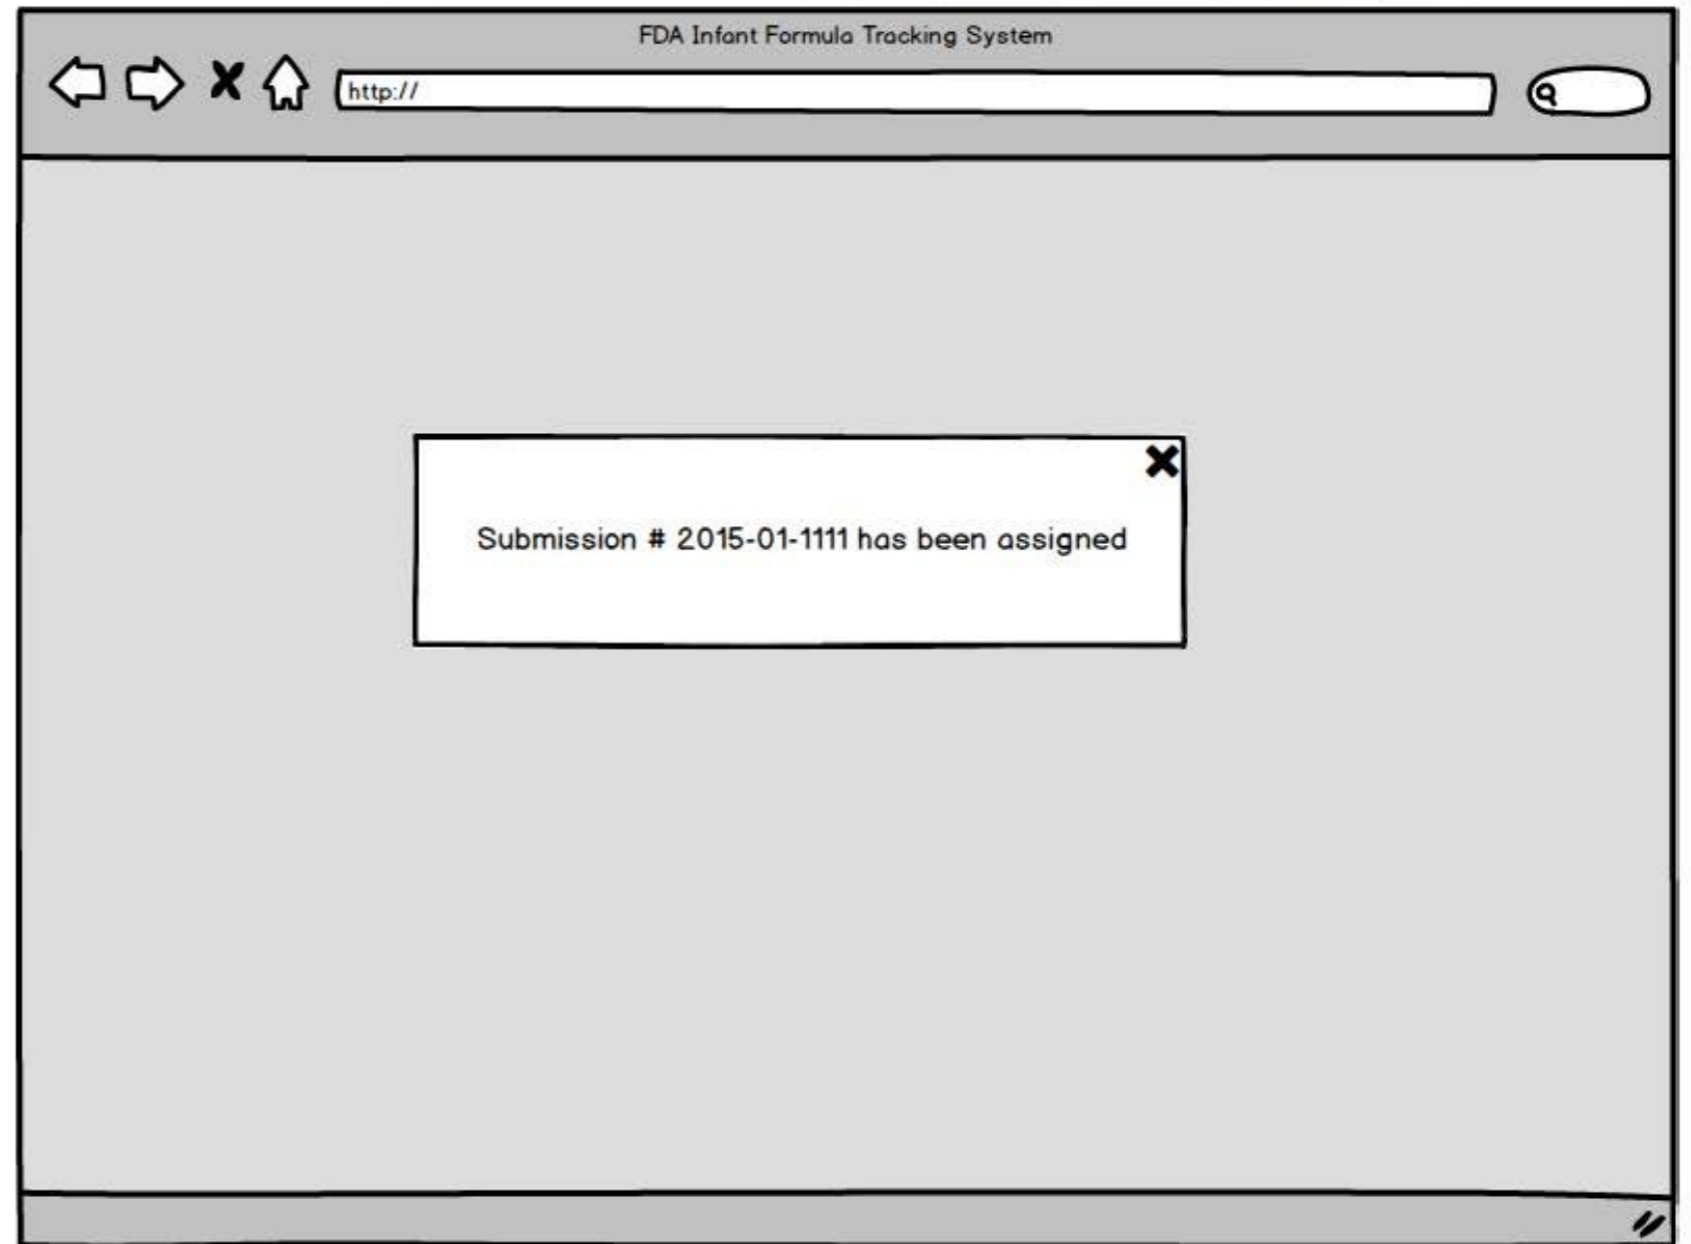 FDA Infant Formula Tracking System
http://
Submission # 2015-01-1111 has been assigned